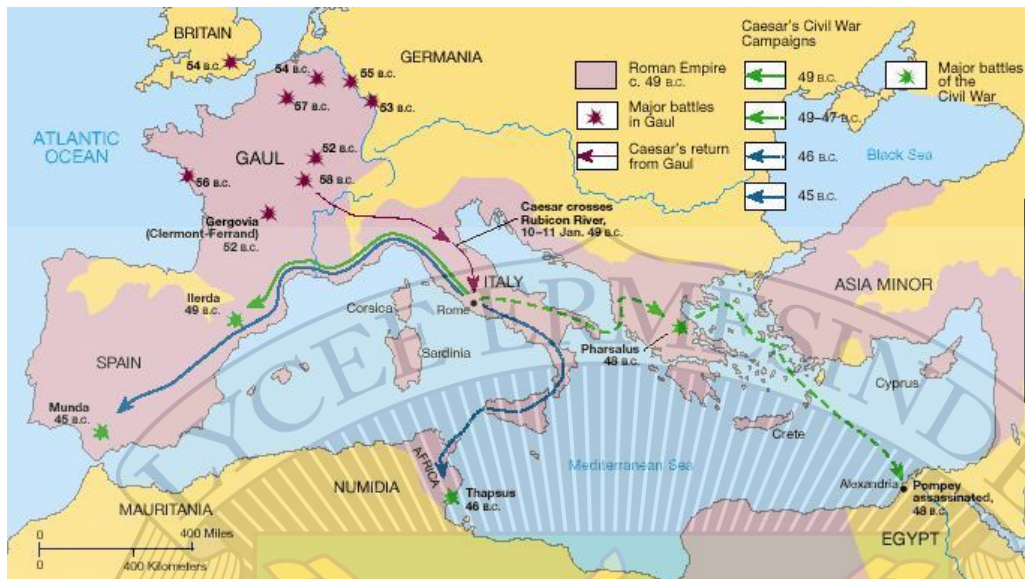 BRITAIN
54 B.C.
GERMANIA
54 B.C.
55 B.C.
57 B.C.
53 B.C.
ATLANTIC
OCEAN
GAUL
52 B.C.
58 B.C.
56 B.C.
Gergovia
(Clermont-Ferrand)
52 B.C.
Caesar's Civil War
Campaigns
Roman Empire
c. 49 B.C.
Major battles
in Gaul
Caesar's return
from Gaul
49 B.C.
49–47 B.C.
46 B.C.
45 B.C.
Major battles
of the
Civil War
Black Sea
Caesar crosses
Rubicon River,
10–11 Jan. 49 B.C.
ITALY
ASIA MINOR
Ilerda
49 B.C.
Corsica
Rome
SPAIN
Sardinia
Pharsalus
48 B.C.
Cyprus
Munda
45 B.C.
Crete
AFRICA
Mediterranean Sea
NUMIDIA
Thapsus
46 B.C.
Alexandria
Pompey
assassinated,
48 B.C.
MAURITANIA
EGYPT
0 400 Miles
0 400 Kilometers
LYCEE ERMESIND